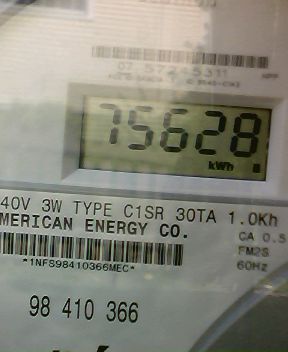 75628
kWh
40V 3W TYPE C1SR 30TA 1.0Kh
MERICAN ENERGY CO.
CA 0.5
FM2S
60Hz
*1NFS98410366MEC*
98 410 366